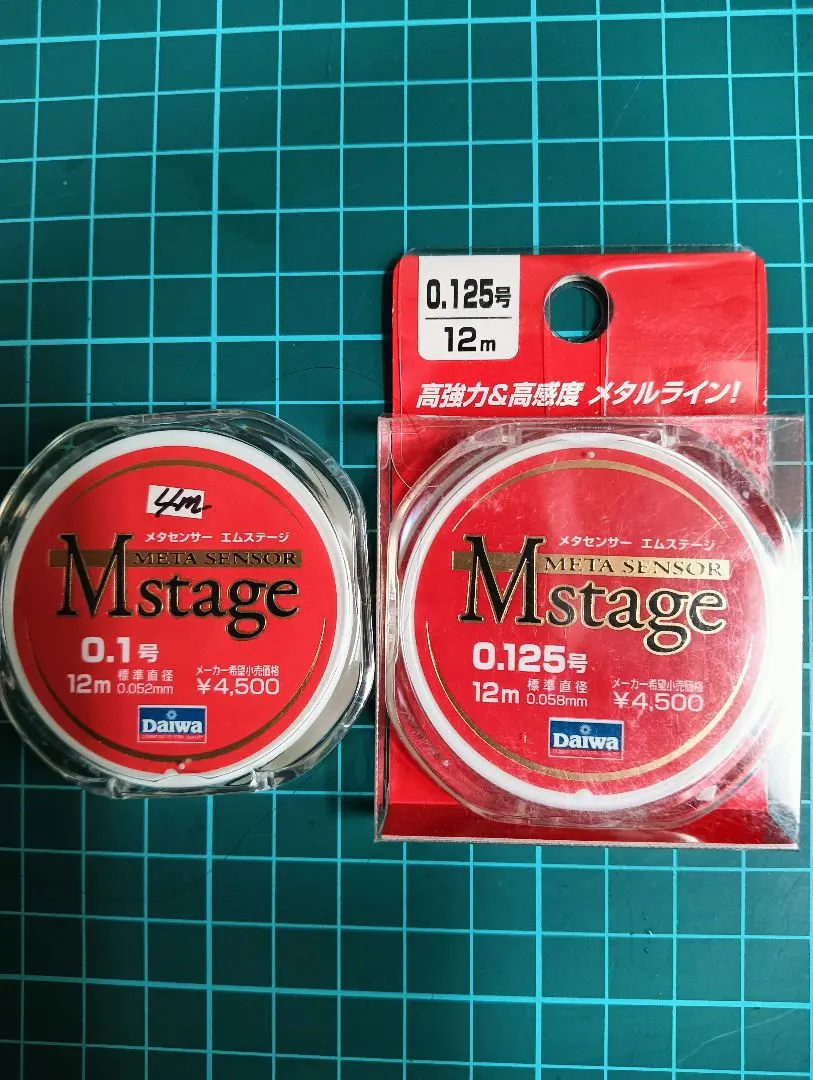 4m
メタセンサー エムステージ
META SENSOR
Mstage
0.1号
12m 標準直径 0.052mm
メーカー希望小売価格
¥4,500
Daiwa
0.125号
12m
高強力&高感度 メタルライン!
メタセンサー エムステージ
META SENSOR
Mstage
0.125号
12m 標準直径 0.058mm
メーカー希望小売価格
¥4,500
Daiwa